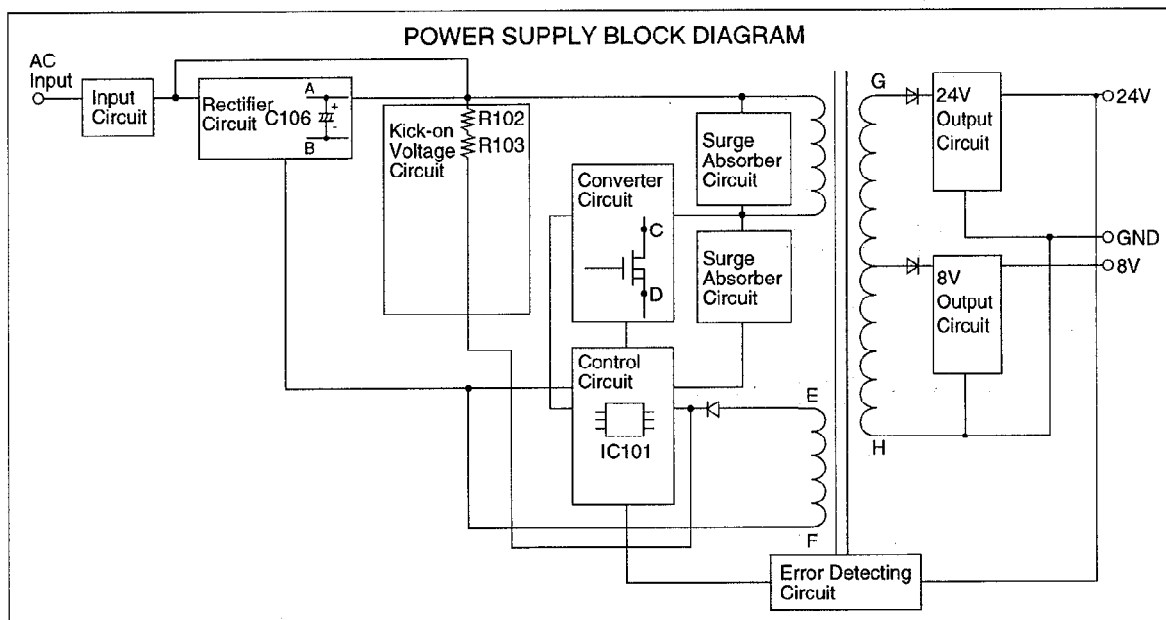 POWER SUPPLY BLOCK DIAGRAM
AC
Input
Input
Circuit
Rectifier
Circuit
C106
A
+
-
B
Kick-on
Voltage
Circuit
R102
R103
Converter
Circuit
C
D
Surge
Absorber
Circuit
Surge
Absorber
Circuit
Control
Circuit
IC101
E
F
G
H
24V
Output
Circuit
24V
GND
8V
8V
Output
Circuit
Error Detecting
Circuit